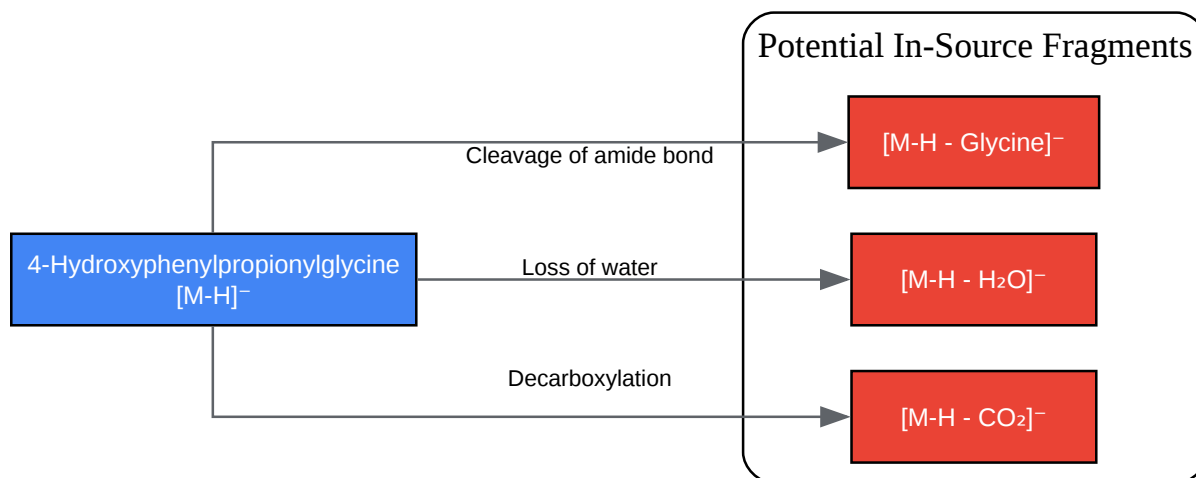 Potential In-Source Fragments
[M-H - Glycine]⁻
Cleavage of amide bond
4-Hydroxyphenylpropionylglycine
[M-H]⁻
Loss of water
[M-H - H₂O]⁻
Decarboxylation
[M-H - CO₂]⁻